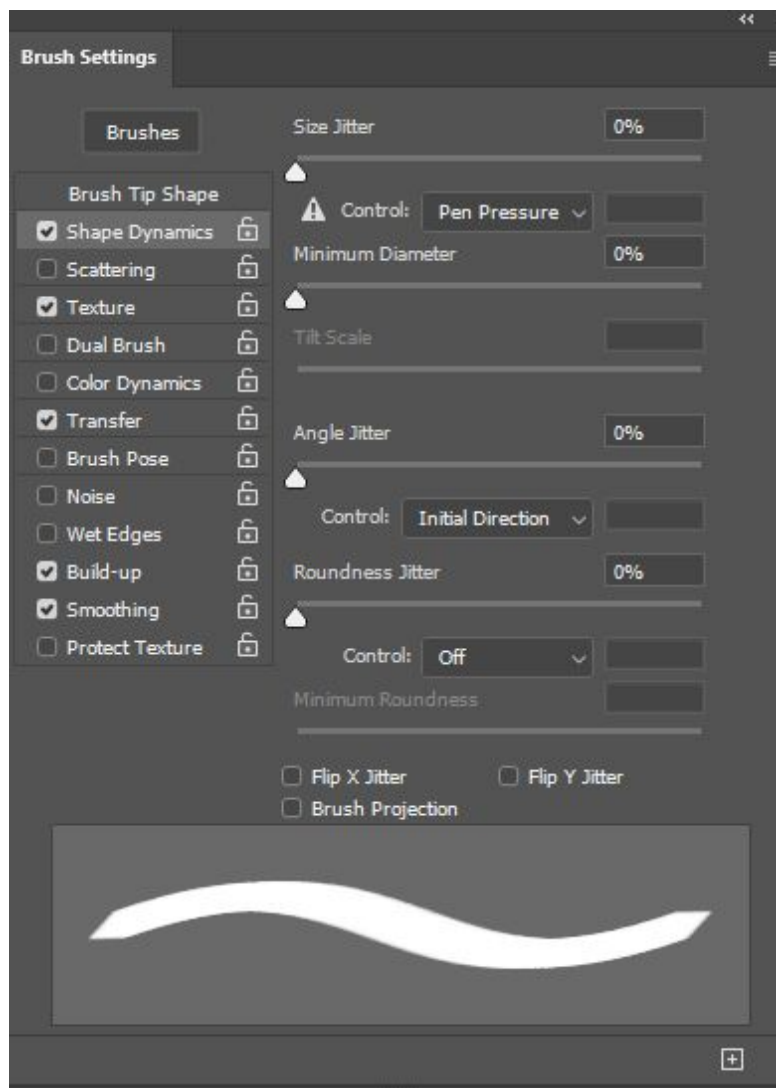 Brush Settings
Brushes
Brush Tip Shape
Shape Dynamics
Scattering
Texture
Dual Brush
Color Dynamics
Transfer
Brush Pose
Noise
Wet Edges
Build-up
Smoothing
Protect Texture
Size Jitter 0%
Control: Pen Pressure
Minimum Diameter 0%
Tilt Scale
Angle Jitter 0%
Control: Initial Direction
Roundness Jitter 0%
Control: Off
Minimum Roundness
Flip X Jitter Flip Y Jitter
Brush Projection